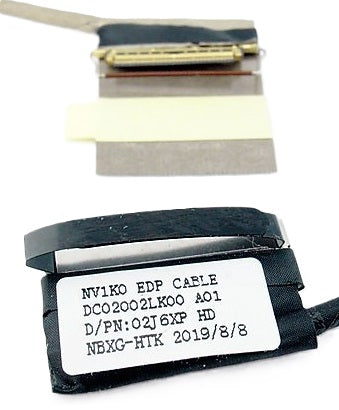 NV1K0 EDP CABLE
DC02002LK00 A01
D/PN:02J6XP HD
NBXG-HTK 2019/8/8